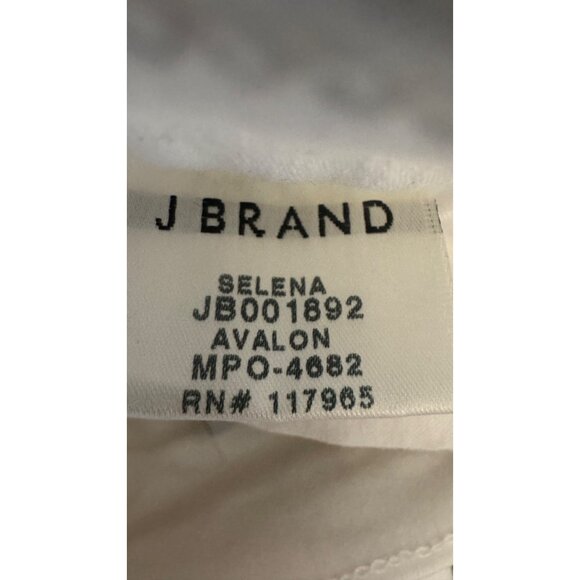 J BRAND
SELENA
JB001892
AVALON
MPO-4682
RN# 117965